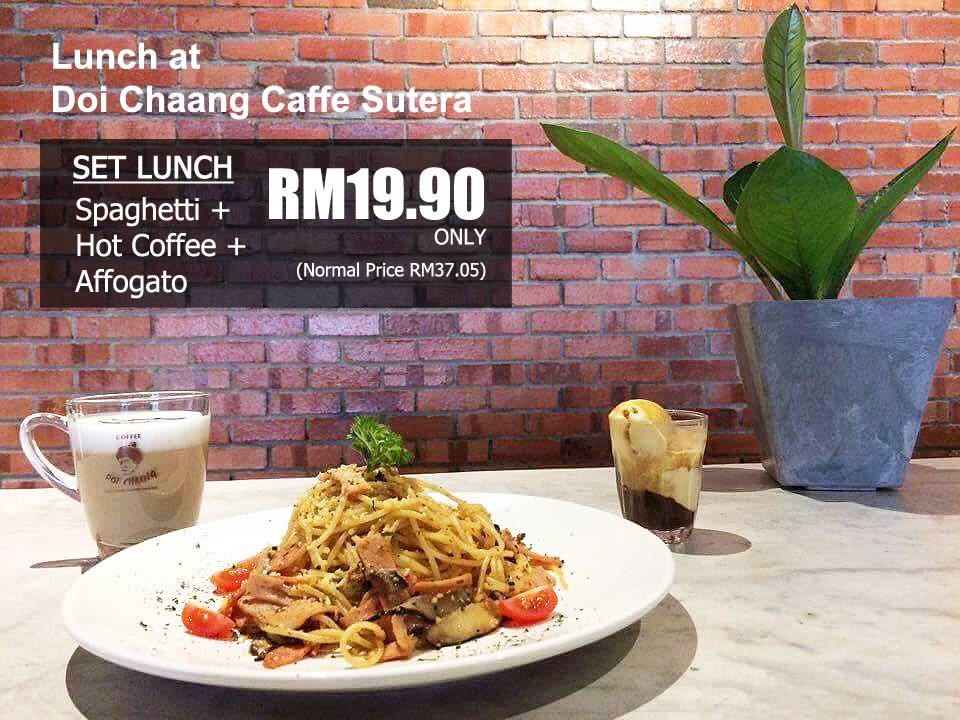 Lunch at
Doi Chaang Caffe Sutera
SET LUNCH
Spaghetti +
Hot Coffee +
Affogato
RM19.90
ONLY
(Normal Price RM37.05)
COFFEE
DOI CHAANG